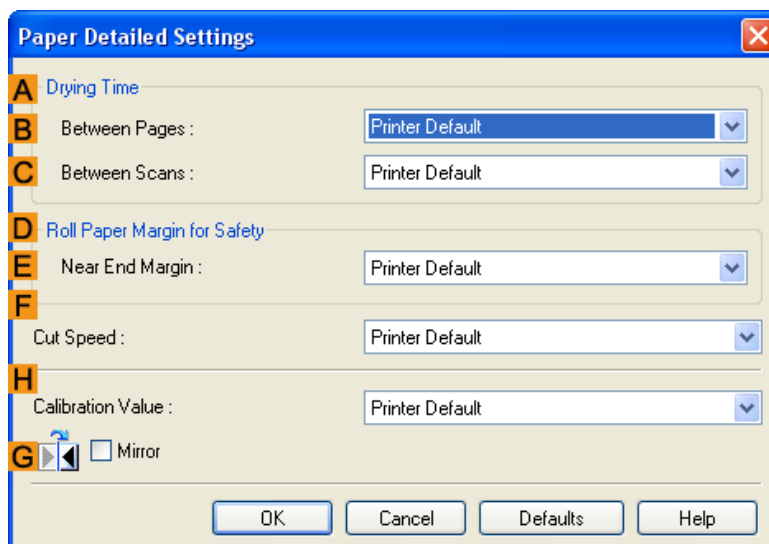 Paper Detailed Settings
A Drying Time
B Between Pages : Printer Default
C Between Scans : Printer Default
D Roll Paper Margin for Safety
E Near End Margin : Printer Default
F
Cut Speed : Printer Default
H
Calibration Value : Printer Default
G Mirror
OK Cancel Defaults Help